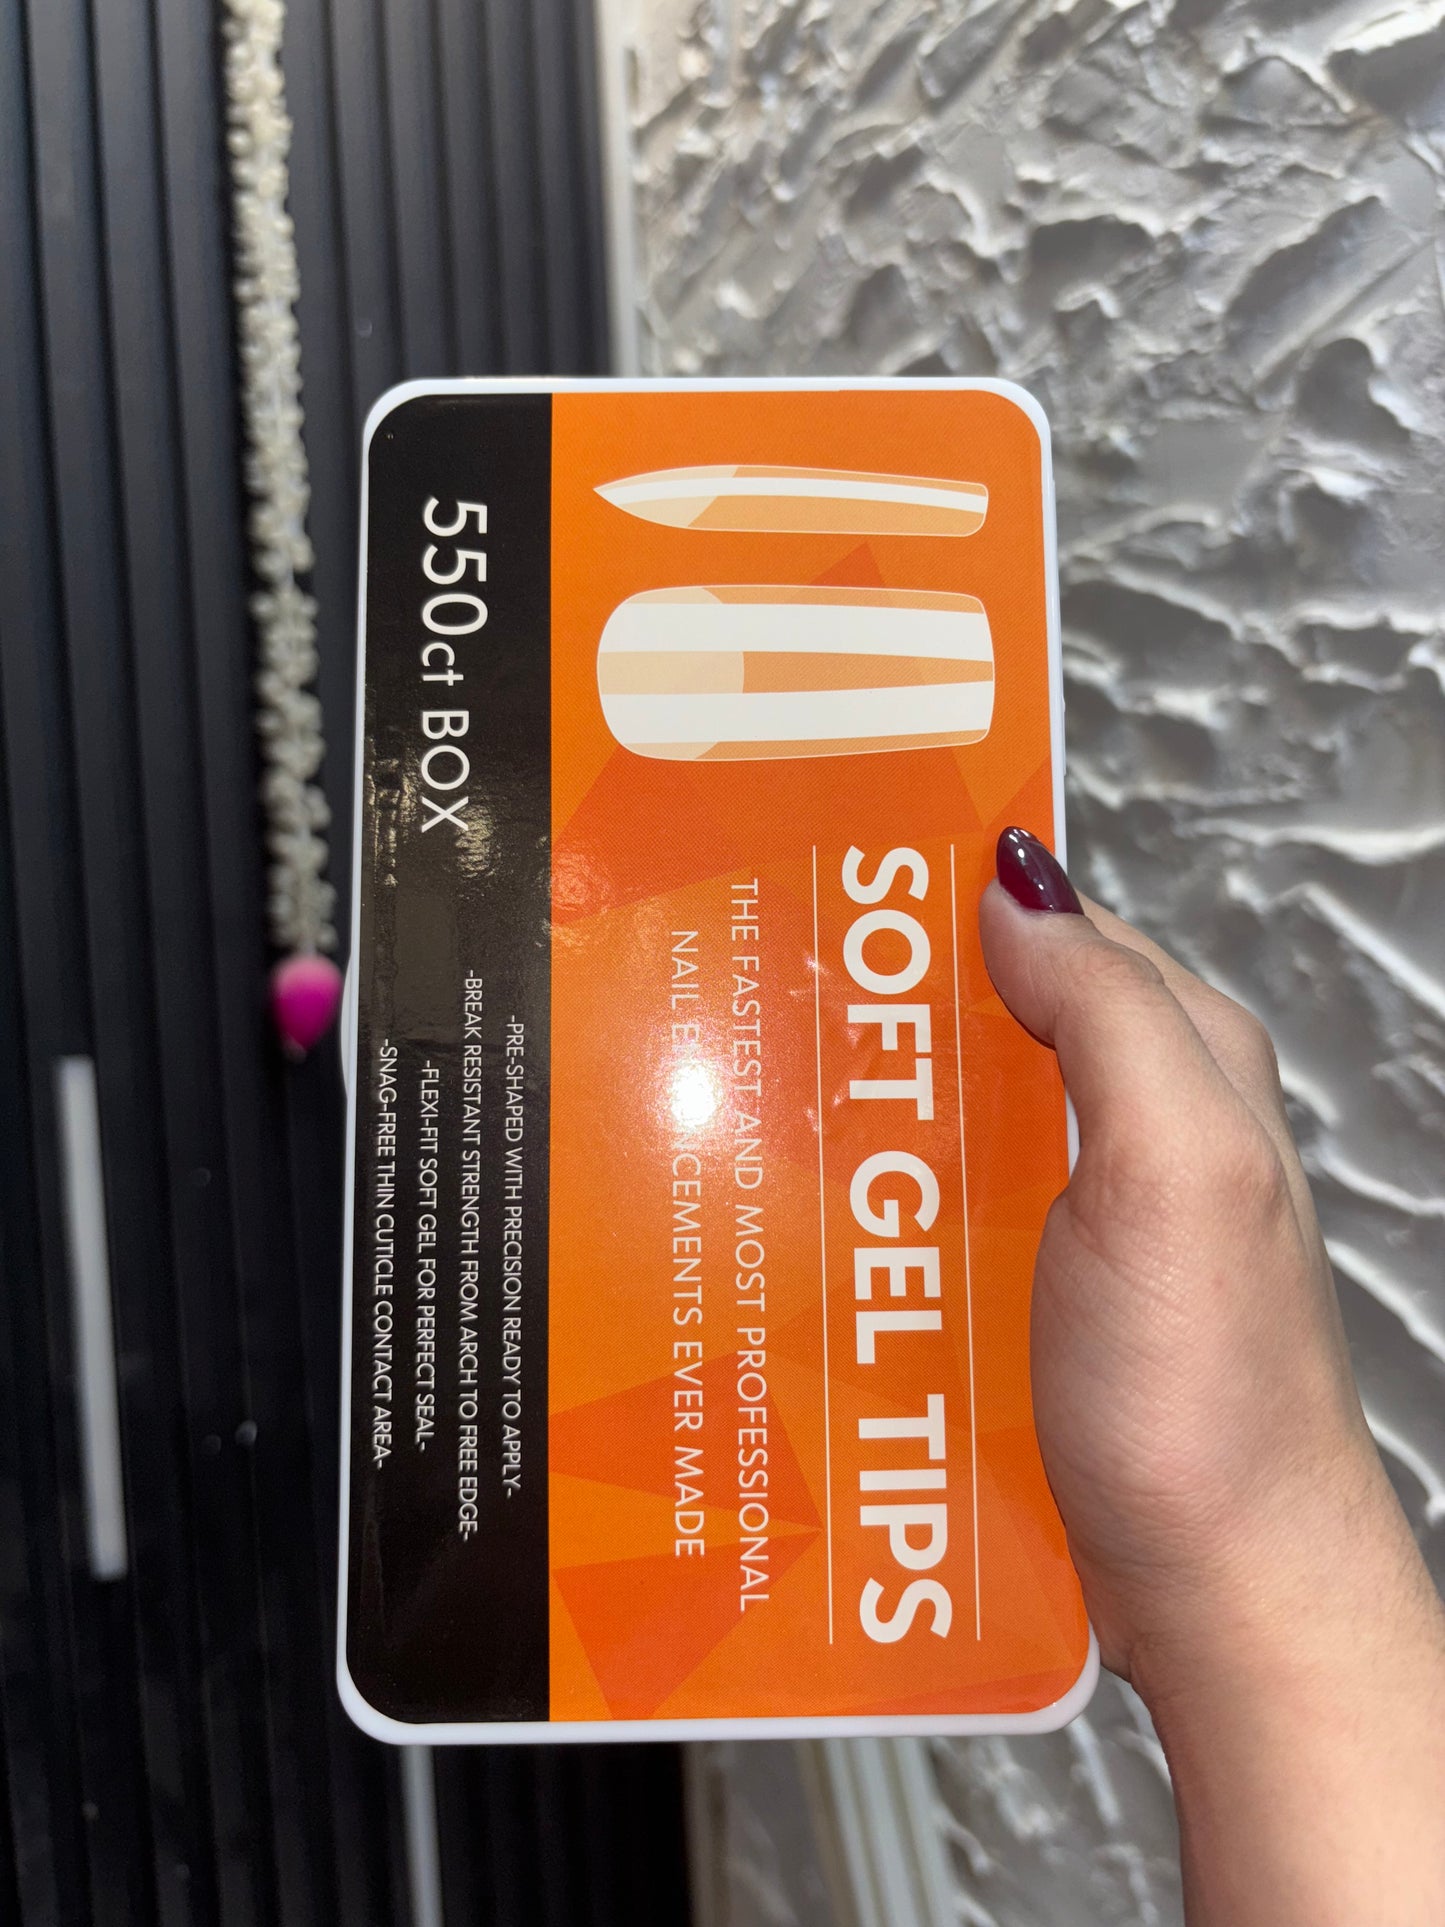 SOFT GEL TIPS
THE FASTEST AND MOST PROFESSIONAL
NAIL EVER MADE
550ct BOX
-PRE-SHAPED WITH PRECISION READY TO APPLY-
-BREAK RESISTANT STRENGTH FROM ARCH TO FREE EDGE-
-FLEXI-FIT SOFT GEL FOR PERFECT SEAL-
-SNAG-FREE THIN CUTICLE CONTACT AREA-